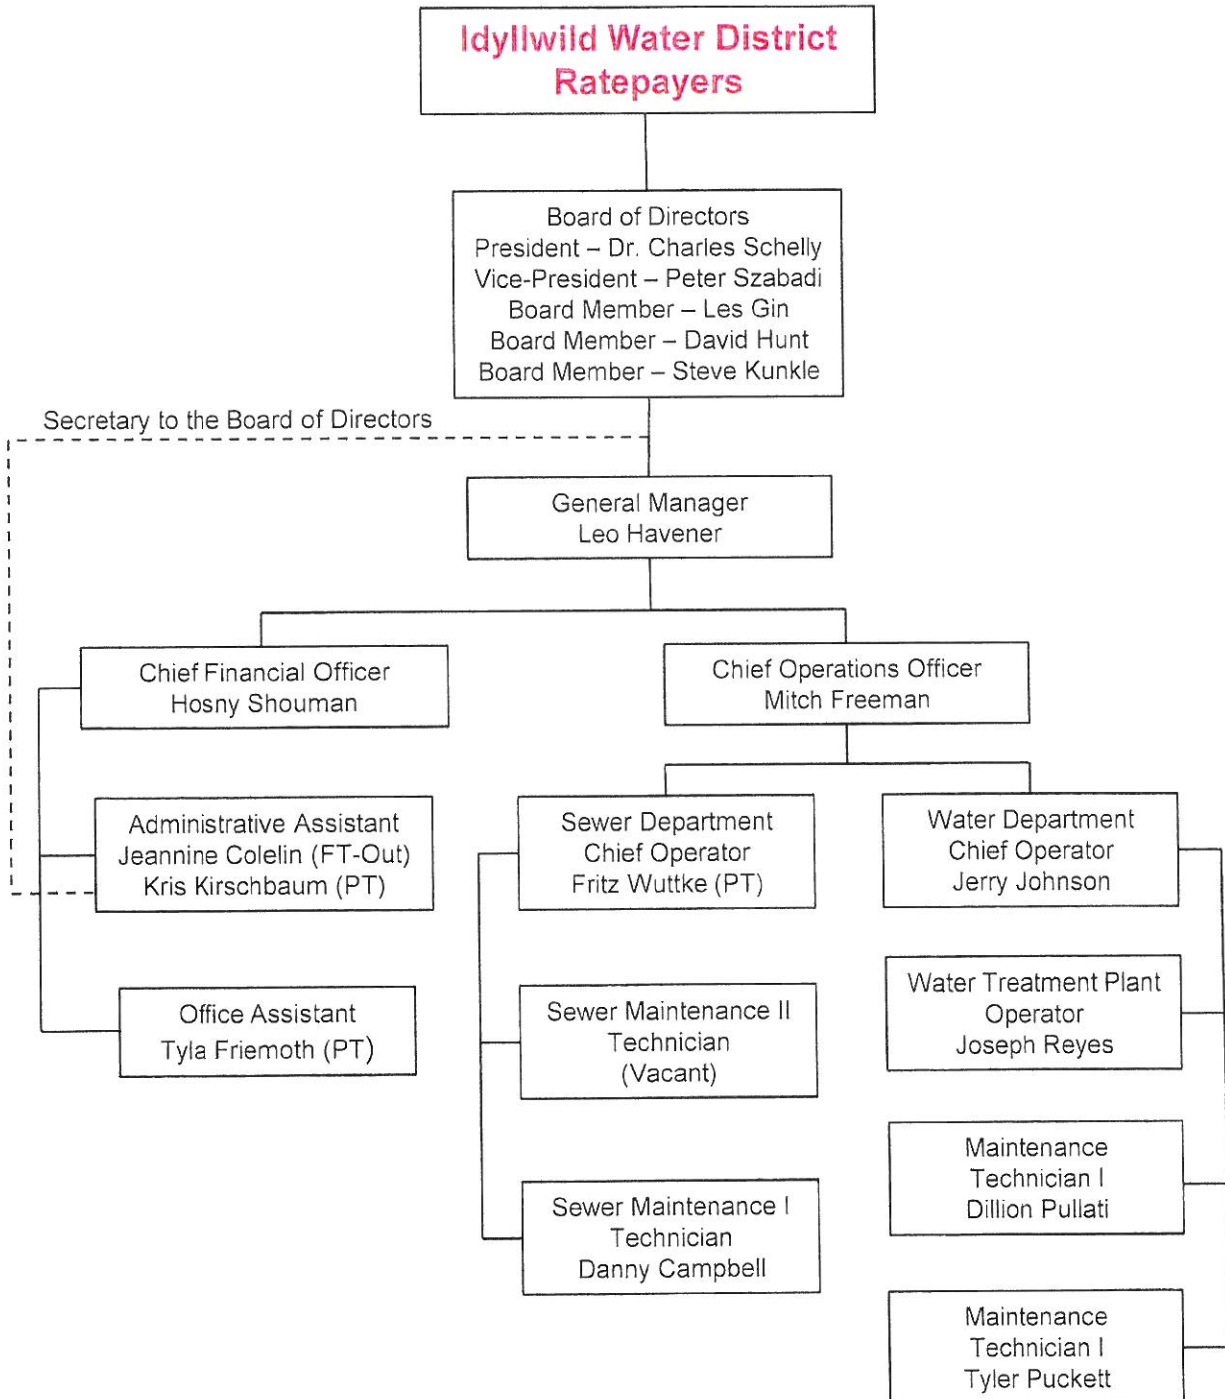 Idyllwild Water District
Ratepayers
Board of Directors
President – Dr. Charles Schelly
Vice-President – Peter Szabadi
Board Member – Les Gin
Board Member – David Hunt
Board Member – Steve Kunkle
Secretary to the Board of Directors
General Manager
Leo Havener
Chief Financial Officer
Hosny Shouman
Chief Operations Officer
Mitch Freeman
Administrative Assistant
Jeannine Colelin (FT-Out)
Kris Kirschbaum (PT)
Office Assistant
Tyla Friemoth (PT)
Sewer Department
Chief Operator
Fritz Wuttke (PT)
Sewer Maintenance II
Technician
(Vacant)
Sewer Maintenance I
Technician
Danny Campbell
Water Department
Chief Operator
Jerry Johnson
Water Treatment Plant
Operator
Joseph Reyes
Maintenance
Technician I
Dillion Pullati
Maintenance
Technician I
Tyler Puckett